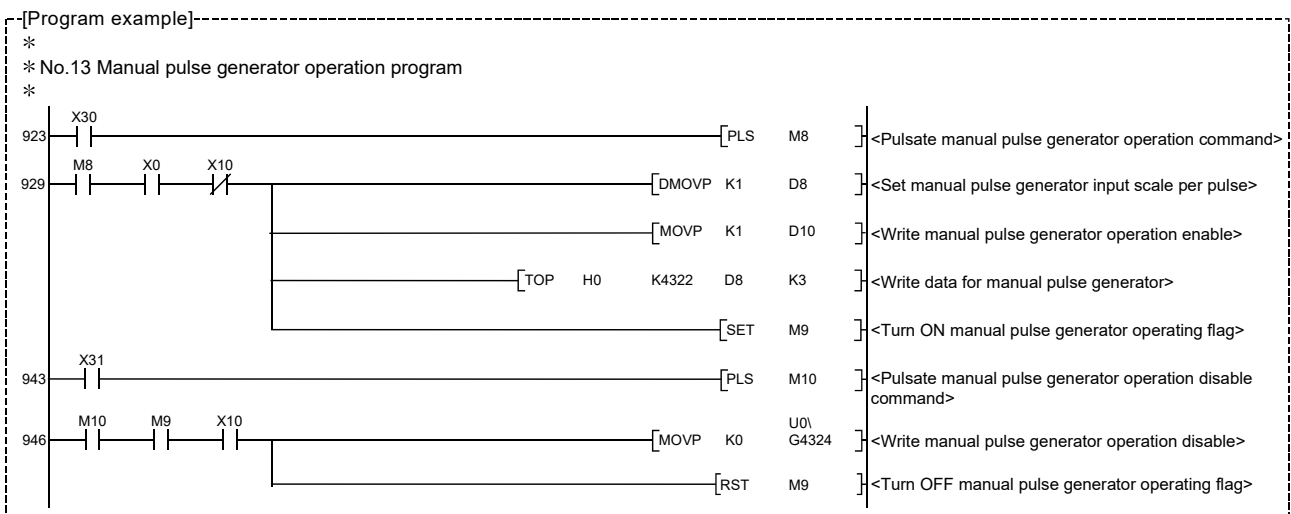 [Program example]
*
* No.13 Manual pulse generator operation program
*
X30
923 [PLS M8 ] <Pulsate manual pulse generator operation command>
M8 X0 X10
929 [DMOVP K1 D8 ] <Set manual pulse generator input scale per pulse>
[MOVP K1 D10 ] <Write manual pulse generator operation enable>
[TOP H0 K4322 D8 K3 ] <Write data for manual pulse generator>
[SET M9 ] <Turn ON manual pulse generator operating flag>
X31
943 [PLS M10 ] <Pulsate manual pulse generator operation disable
command>
M10 M9 X10 U0\
946 [MOVP K0 G4324 ] <Write manual pulse generator operation disable>
[RST M9 ] <Turn OFF manual pulse generator operating flag>